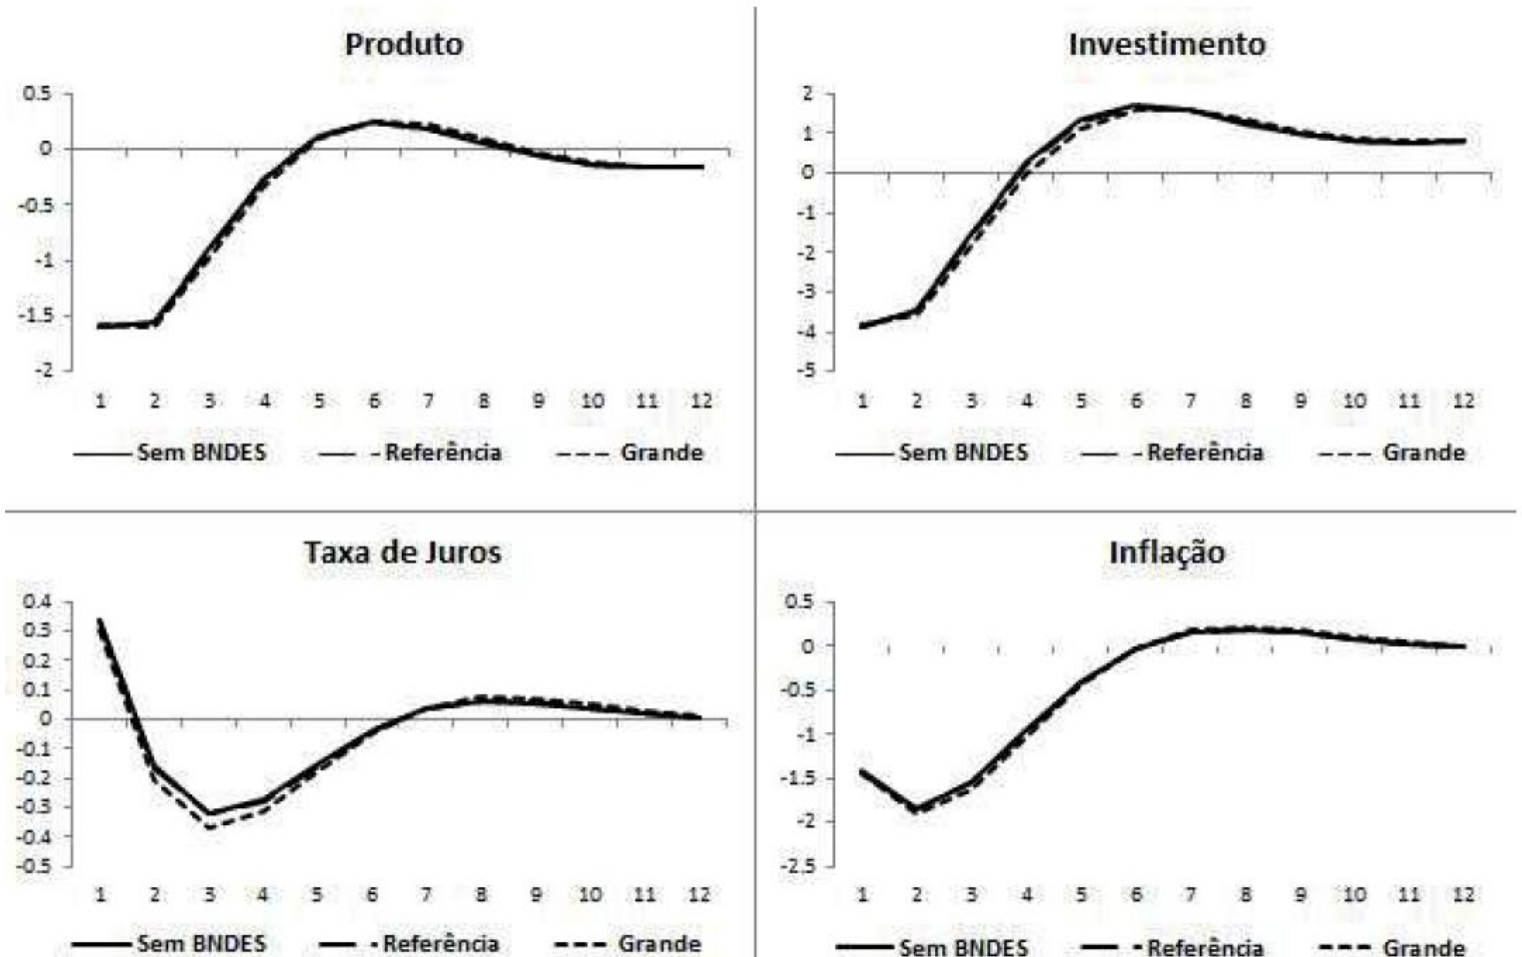 Produto
0.5
0
-0.5
-1
-1.5
-2
1 2 3 4 5 6 7 8 9 10 11 12
Sem BNDES Referência Grande
Investimento
2
1
0
-1
-2
-3
-4
-5
1 2 3 4 5 6 7 8 9 10 11 12
Sem BNDES Referência Grande
Taxa de Juros
0.4
0.3
0.2
0.1
0
-0.1
-0.2
-0.3
-0.4
-0.5
1 2 3 4 5 6 7 8 9 10 11 12
Sem BNDES Referência Grande
Inflação
0.5
0
-0.5
-1
-1.5
-2
-2.5
1 2 3 4 5 6 7 8 9 10 11 12
Sem BNDES Referência Grande